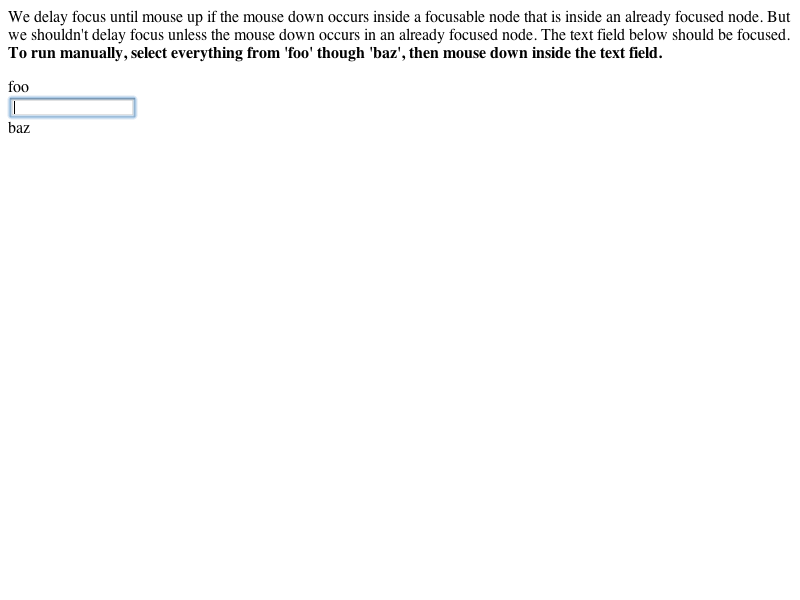 We delay focus until mouse up if the mouse down occurs inside a focusable node that is inside an already focused node. But
we shouldn't delay focus unless the mouse down occurs in an already focused node. The text field below should be focused.
To run manually, select everything from 'foo' though 'baz', then mouse down inside the text field.
foo
baz